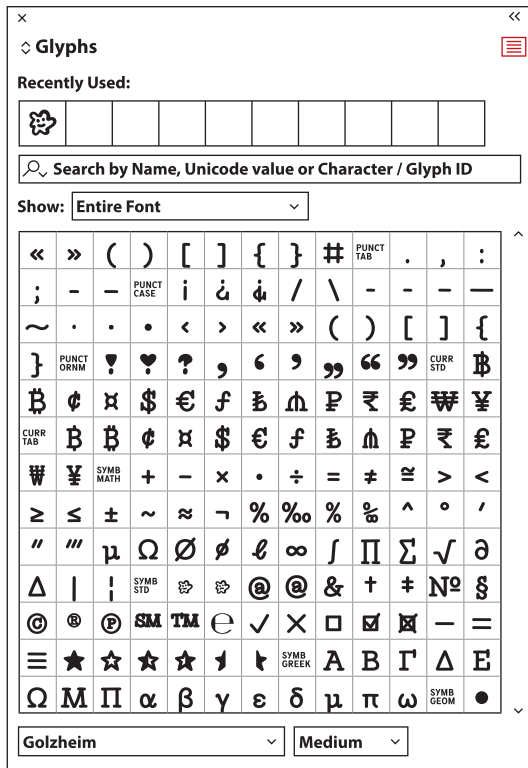 Glyphs
Recently Used:
Search by Name, Unicode value or Character / Glyph ID
Show: Entire Font
« » ( ) [ ] { } # PUNCT TAB . , :
; - – PUNCT CASE ¡ ¿ / \ - - – —
~ · · • ‹ › « » ( ) [ ] {
} PUNCT ORNM ! ? , ‘ ’ „ “ ” CURR STD ฿
₿ ¢ ¤ $ € ƒ ₺ ₼ ₽ ₹ £ ₩ ¥
CURR TAB ฿ ₿ ¢ ¤ $ € ƒ ₺ ₼ ₽ ₹ £
₩ ¥ SYMB MATH + − × · ÷ = ≠ ≅ > <
≥ ≤ ± ~ ≈ ¬ % ‰ % ‰ ^ ° ′
″ ‴ µ Ω Ø ø ℓ ∞ ∫ ∏ ∑ √ ∂
∆ | ¦ SYMB STD @ @ & † ‡ № §
© ® ℗ SM TM ℮ ✓ × □ ☑ ☒ − =
≡ ★ ☆ SYMB GREEK Α Β Γ Δ Ε
Ω Μ Π α β γ ε δ μ π ω SYMB GEOM ●
Golzheim Medium